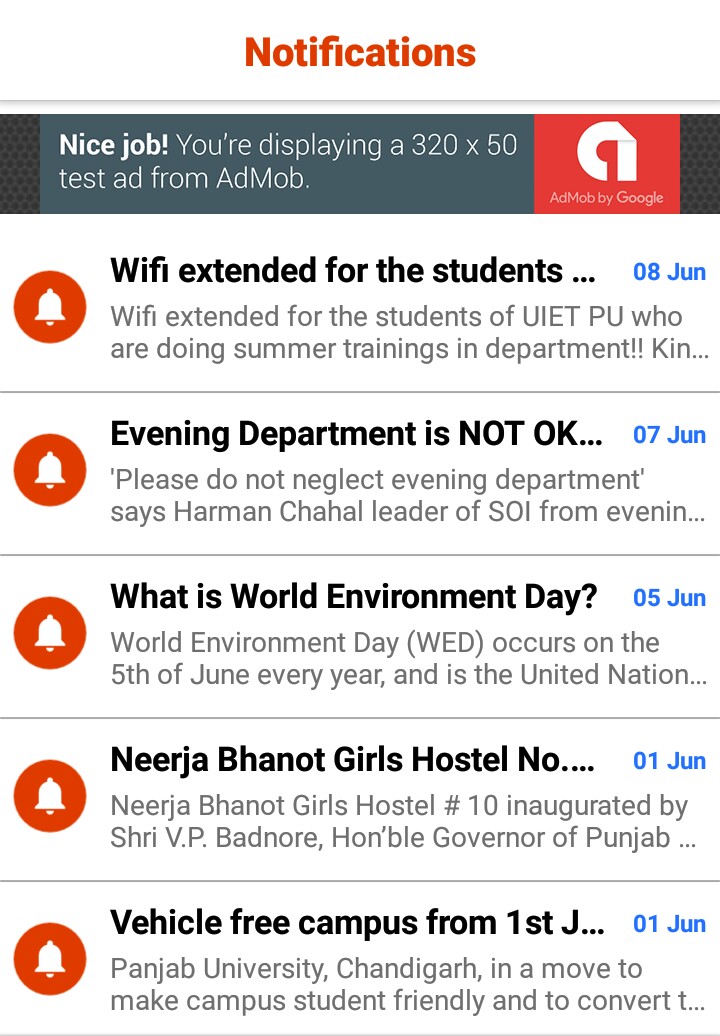 Notifications
Nice job! You're displaying a 320 x 50
test ad from AdMob.
AdMob by Google
Wifi extended for the students ...
08 Jun
Wifi extended for the students of UIET PU who
are doing summer trainings in department!! Kin...
Evening Department is NOT OK...
07 Jun
'Please do not neglect evening department'
says Harman Chahal leader of SOI from evenin...
What is World Environment Day?
05 Jun
World Environment Day (WED) occurs on the
5th of June every year, and is the United Nation...
Neerja Bhanot Girls Hostel No....
01 Jun
Neerja Bhanot Girls Hostel # 10 inaugurated by
Shri V.P. Badnore, Hon’ble Governor of Punjab ...
Vehicle free campus from 1st J...
01 Jun
Panjab University, Chandigarh, in a move to
make campus student friendly and to convert t...